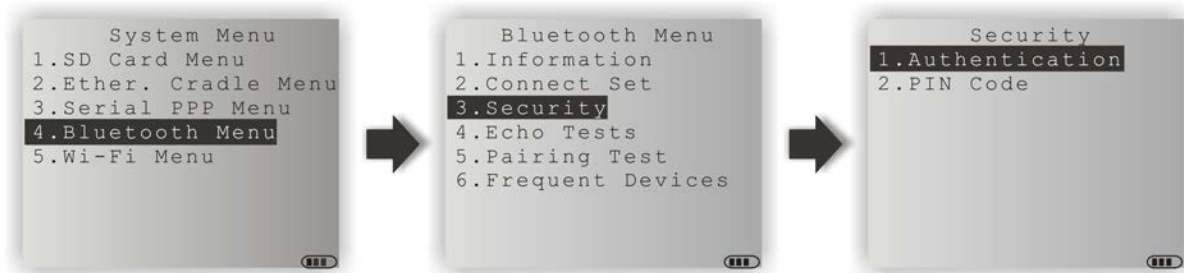 System Menu
1.SD Card Menu
2.Ether. Cradle Menu
3.Serial PPP Menu
4.Bluetooth Menu
5.Wi-Fi Menu
Bluetooth Menu
1.Information
2.Connect Set
3.Security
4.Echo Tests
5.Pairing Test
6.Frequent Devices
Security
1.Authentication
2.PIN Code